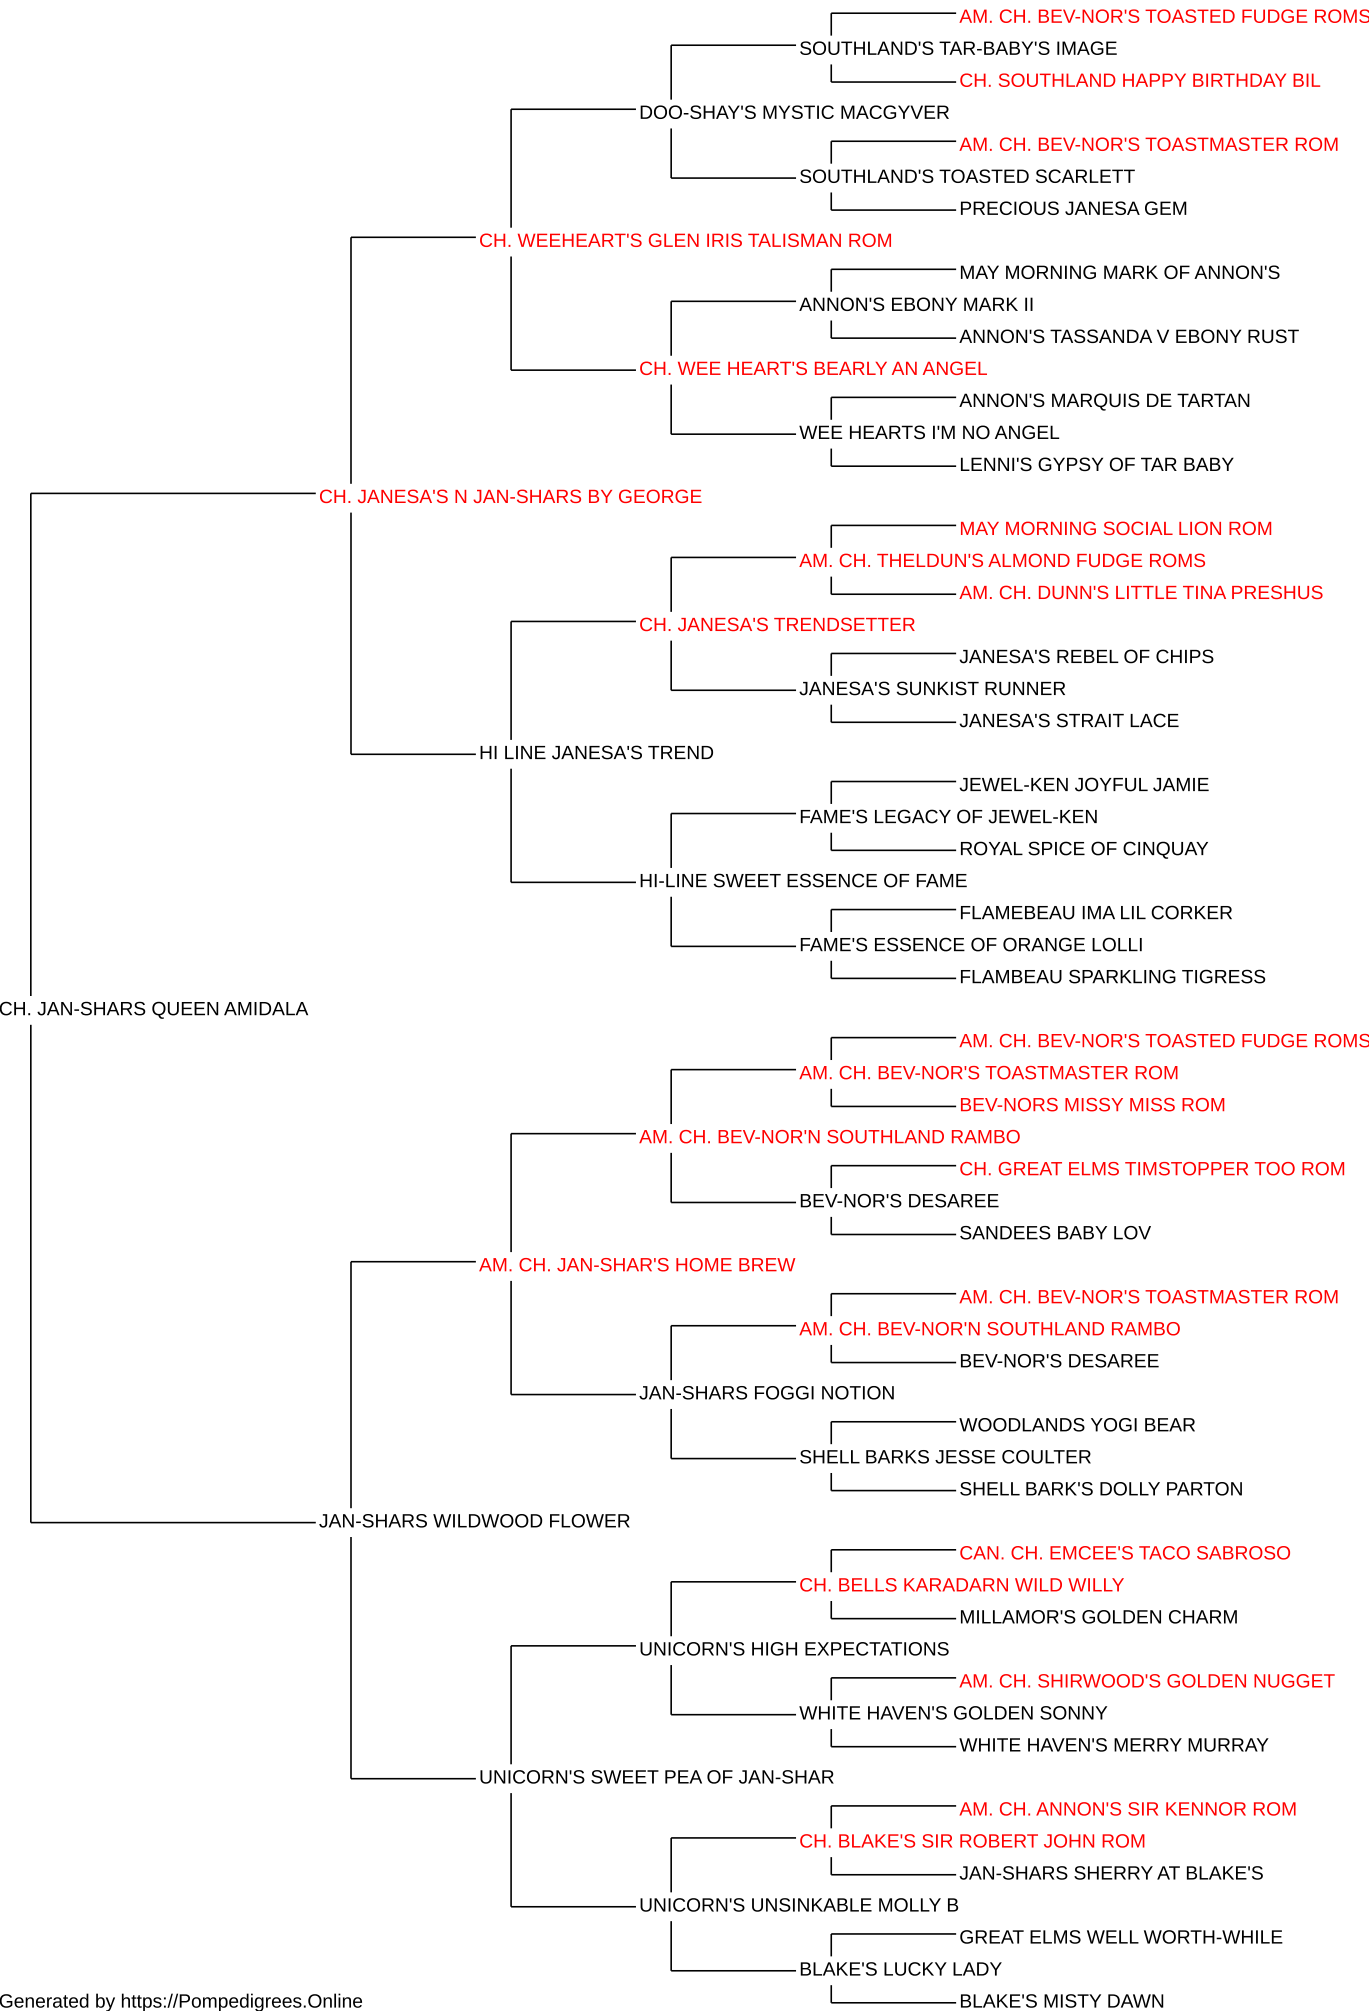 AM. CH. BEV-NOR'S TOASTED FUDGE ROMS
SOUTHLAND'S TAR-BABY'S IMAGE
CH. SOUTHLAND HAPPY BIRTHDAY BIL
DOO-SHAY'S MYSTIC MACGYVER
AM. CH. BEV-NOR'S TOASTMASTER ROM
SOUTHLAND'S TOASTED SCARLETT
PRECIOUS JANESA GEM
CH. WEEHEART'S GLEN IRIS TALISMAN ROM
MAY MORNING MARK OF ANNON'S
ANNON'S EBONY MARK II
ANNON'S TASSANDA V EBONY RUST
CH. WEE HEART'S BEARLY AN ANGEL
ANNON'S MARQUIS DE TARTAN
WEE HEARTS I'M NO ANGEL
LENNI'S GYPSY OF TAR BABY
CH. JANESA'S N JAN-SHARS BY GEORGE
MAY MORNING SOCIAL LION ROM
AM. CH. THELDUN'S ALMOND FUDGE ROMS
AM. CH. DUNN'S LITTLE TINA PRESHUS
CH. JANESA'S TRENDSETTER
JANESA'S REBEL OF CHIPS
JANESA'S SUNKIST RUNNER
JANESA'S STRAIT LACE
HI LINE JANESA'S TREND
JEWEL-KEN JOYFUL JAMIE
FAME'S LEGACY OF JEWEL-KEN
ROYAL SPICE OF CINQUAY
HI-LINE SWEET ESSENCE OF FAME
FLAMEBEAU IMA LIL CORKER
FAME'S ESSENCE OF ORANGE LOLLI
FLAMBEAU SPARKLING TIGRESS
CH. JAN-SHARS QUEEN AMIDALA
AM. CH. BEV-NOR'S TOASTED FUDGE ROMS
AM. CH. BEV-NOR'S TOASTMASTER ROM
BEV-NORS MISSY MISS ROM
AM. CH. BEV-NOR'N SOUTHLAND RAMBO
CH. GREAT ELMS TIMSTOPPER TOO ROM
BEV-NOR'S DESAREE
SANDEES BABY LOV
AM. CH. JAN-SHAR'S HOME BREW
AM. CH. BEV-NOR'S TOASTMASTER ROM
AM. CH. BEV-NOR'N SOUTHLAND RAMBO
BEV-NOR'S DESAREE
JAN-SHARS FOGGI NOTION
WOODLANDS YOGI BEAR
SHELL BARKS JESSE COULTER
SHELL BARK'S DOLLY PARTON
JAN-SHARS WILDWOOD FLOWER
CAN. CH. EMCEE'S TACO SABROSO
CH. BELLS KARADARN WILD WILLY
MILLAMOR'S GOLDEN CHARM
UNICORN'S HIGH EXPECTATIONS
AM. CH. SHIRWOOD'S GOLDEN NUGGET
WHITE HAVEN'S GOLDEN SONNY
WHITE HAVEN'S MERRY MURRAY
UNICORN'S SWEET PEA OF JAN-SHAR
AM. CH. ANNON'S SIR KENNOR ROM
CH. BLAKE'S SIR ROBERT JOHN ROM
JAN-SHARS SHERRY AT BLAKE'S
UNICORN'S UNSINKABLE MOLLY B
GREAT ELMS WELL WORTH-WHILE
BLAKE'S LUCKY LADY
BLAKE'S MISTY DAWN
Generated by https://Pompedigrees.Online